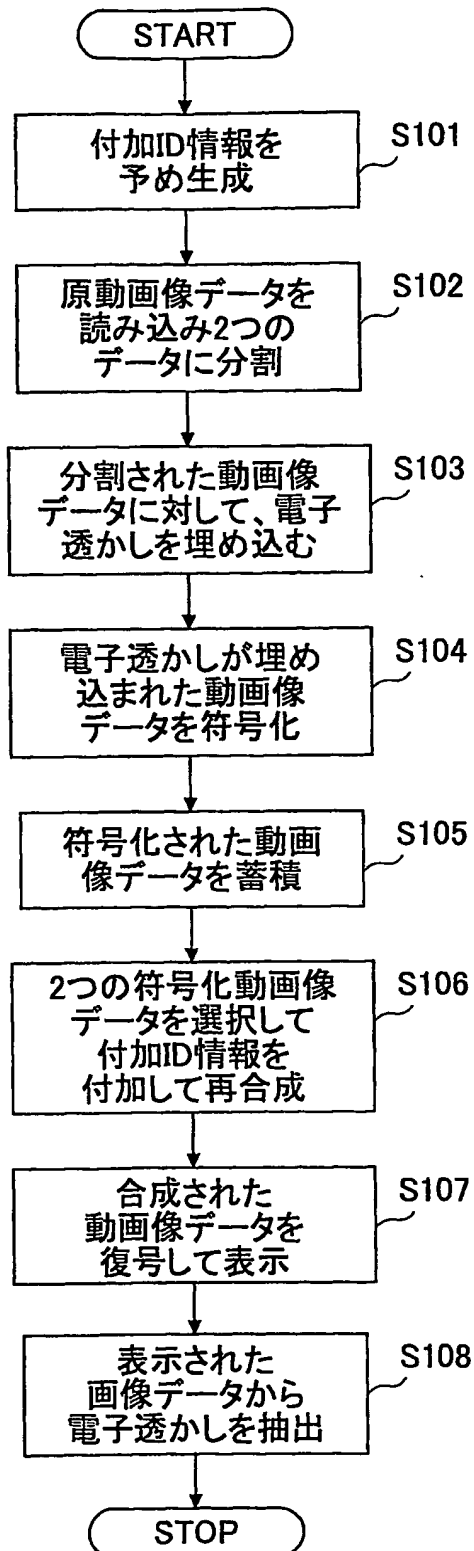 START
付加ID情報を
予め生成
S101
原動画像データを
読み込み2つの
データに分割
S102
分割された動画像
データに対して、電子
透かしを埋め込む
S103
電子透かしが埋め
込まれた動画像
データを符号化
S104
符号化された動画
像データを蓄積
S105
2つの符号化動画像
データを選択して
付加ID情報を
付加して再合成
S106
合成された
動画像データを
復号して表示
S107
表示された
画像データから
電子透かしを抽出
S108
STOP